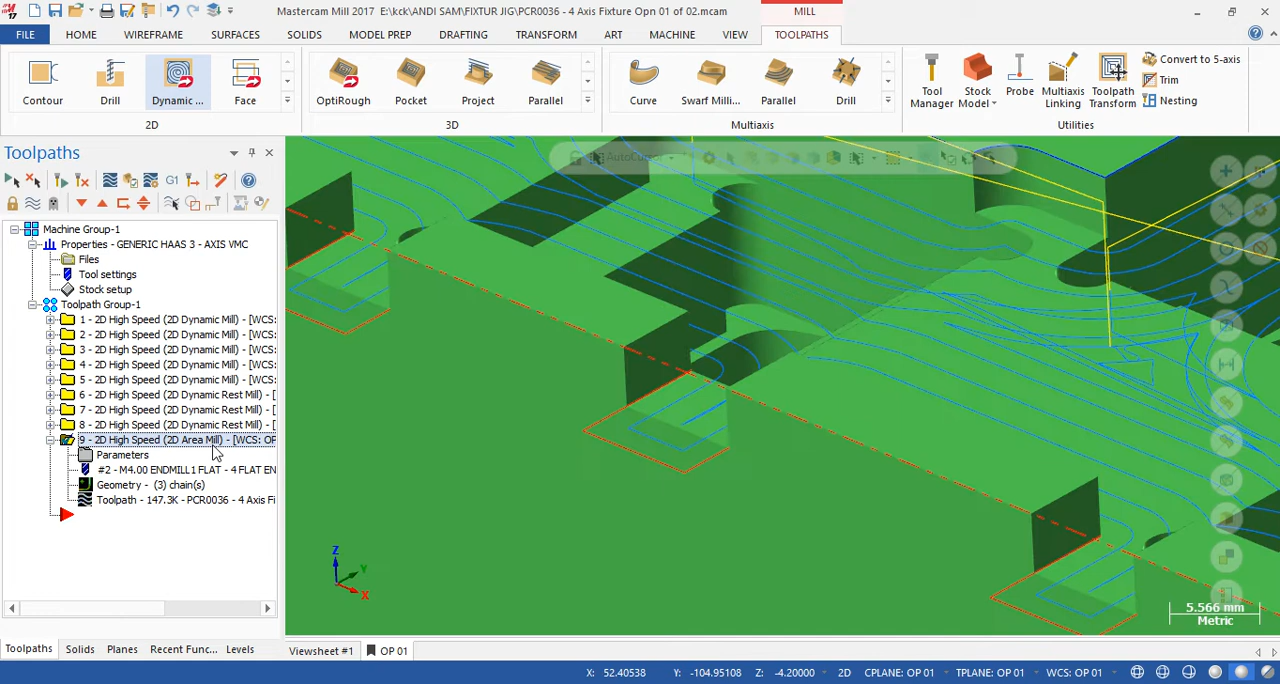 Mastercam Mill 2017 E:\kck\ANDI SAM\FIXTUR JIG\PCR0036 - 4 Axis Fixture Opn 01 of 02.mcam
MILL
FILE HOME WIREFRAME SURFACES SOLIDS MODEL PREP DRAFTING TRANSFORM ART MACHINE VIEW TOOLPATHS
Contour Drill Dynamic ... Face
2D
OptiRough Pocket Project Parallel
3D
Curve Swarf Milli... Parallel Drill
Multiaxis
Tool Manager Stock Model Probe Multiaxis Linking Toolpath Transform
Convert to 5-axis
Trim
Nesting
Utilities
Toolpaths
G1
AutoCursor
Machine Group-1
Properties - GENERIC HAAS 3 - AXIS VMC
Files
Tool settings
Stock setup
Toolpath Group-1
1 - 2D High Speed (2D Dynamic Mill) - [WCS:
2 - 2D High Speed (2D Dynamic Mill) - [WCS:
3 - 2D High Speed (2D Dynamic Mill) - [WCS:
4 - 2D High Speed (2D Dynamic Mill) - [WCS:
5 - 2D High Speed (2D Dynamic Mill) - [WCS:
6 - 2D High Speed (2D Dynamic Rest Mill) - [
7 - 2D High Speed (2D Dynamic Rest Mill) - [
8 - 2D High Speed (2D Dynamic Rest Mill) - [
9 - 2D High Speed (2D Area Mill) - [WCS: OP
Parameters
#2 - M4.00 ENDMILL1 FLAT - 4 FLAT EN
Geometry - (3) chain(s)
Toolpath - 147.3K - PCR0036 - 4 Axis Fi
Z
Y
X
5.566 mm
Metric
Toolpaths Solids Planes Recent Func... Levels
Viewsheet #1 OP 01
X: 52.40538 Y: -104.95108 Z: -4.20000 2D CPLANE: OP 01 TPLANE: OP 01 WCS: OP 01